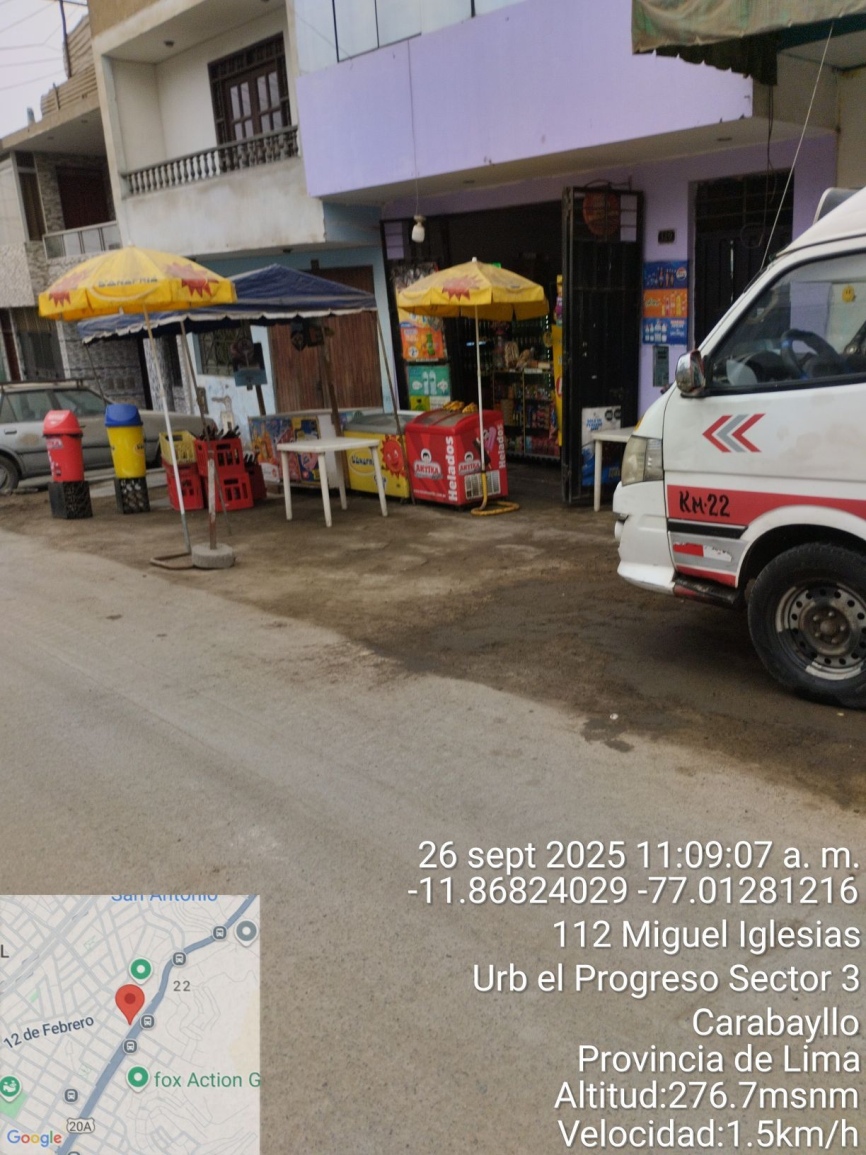 ARTIKA
Helados
ARTIKA
Helados
KM-22
26 sept 2025 11:09:07 a. m.
-11.86824029 -77.01281216
112 Miguel Iglesias
Urb el Progreso Sector 3
Carabayllo
Provincia de Lima
Altitud:276.7msnm
Velocidad:1.5km/h
San Antonio
L
22
12 de Febrero
fox Action G
20A
Google